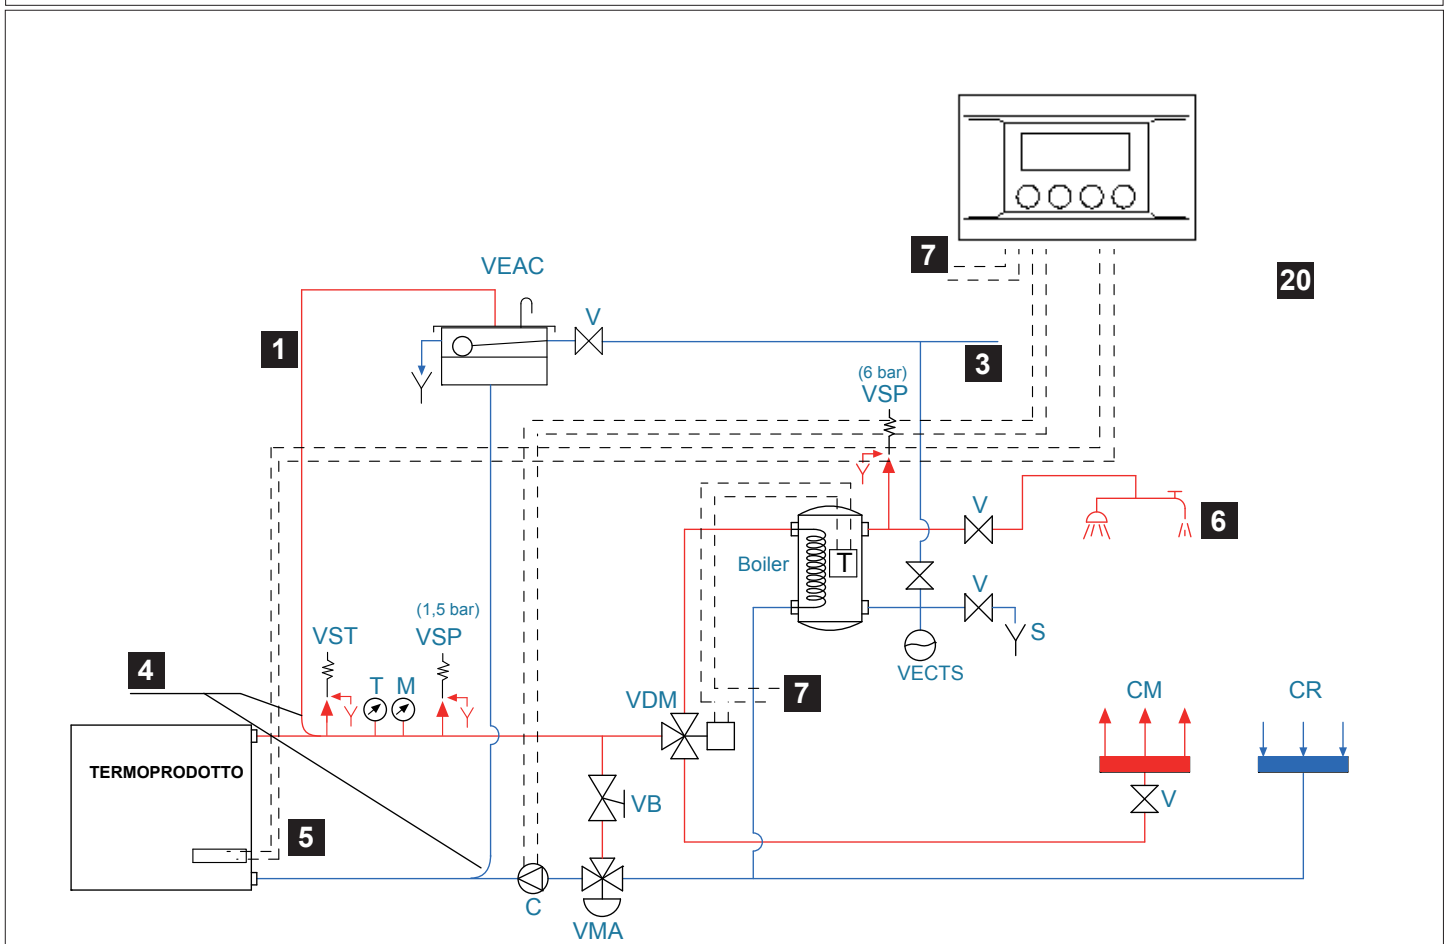 7
20
VEAC
V
1
3
(6 bar)
VSP
V
6
Boiler
T
V
(1,5 bar)
VST
VSP
S
4
VECTS
T M
7
VDM
CM
CR
TERMOPRODOTTO
VB
V
5
C
VMA